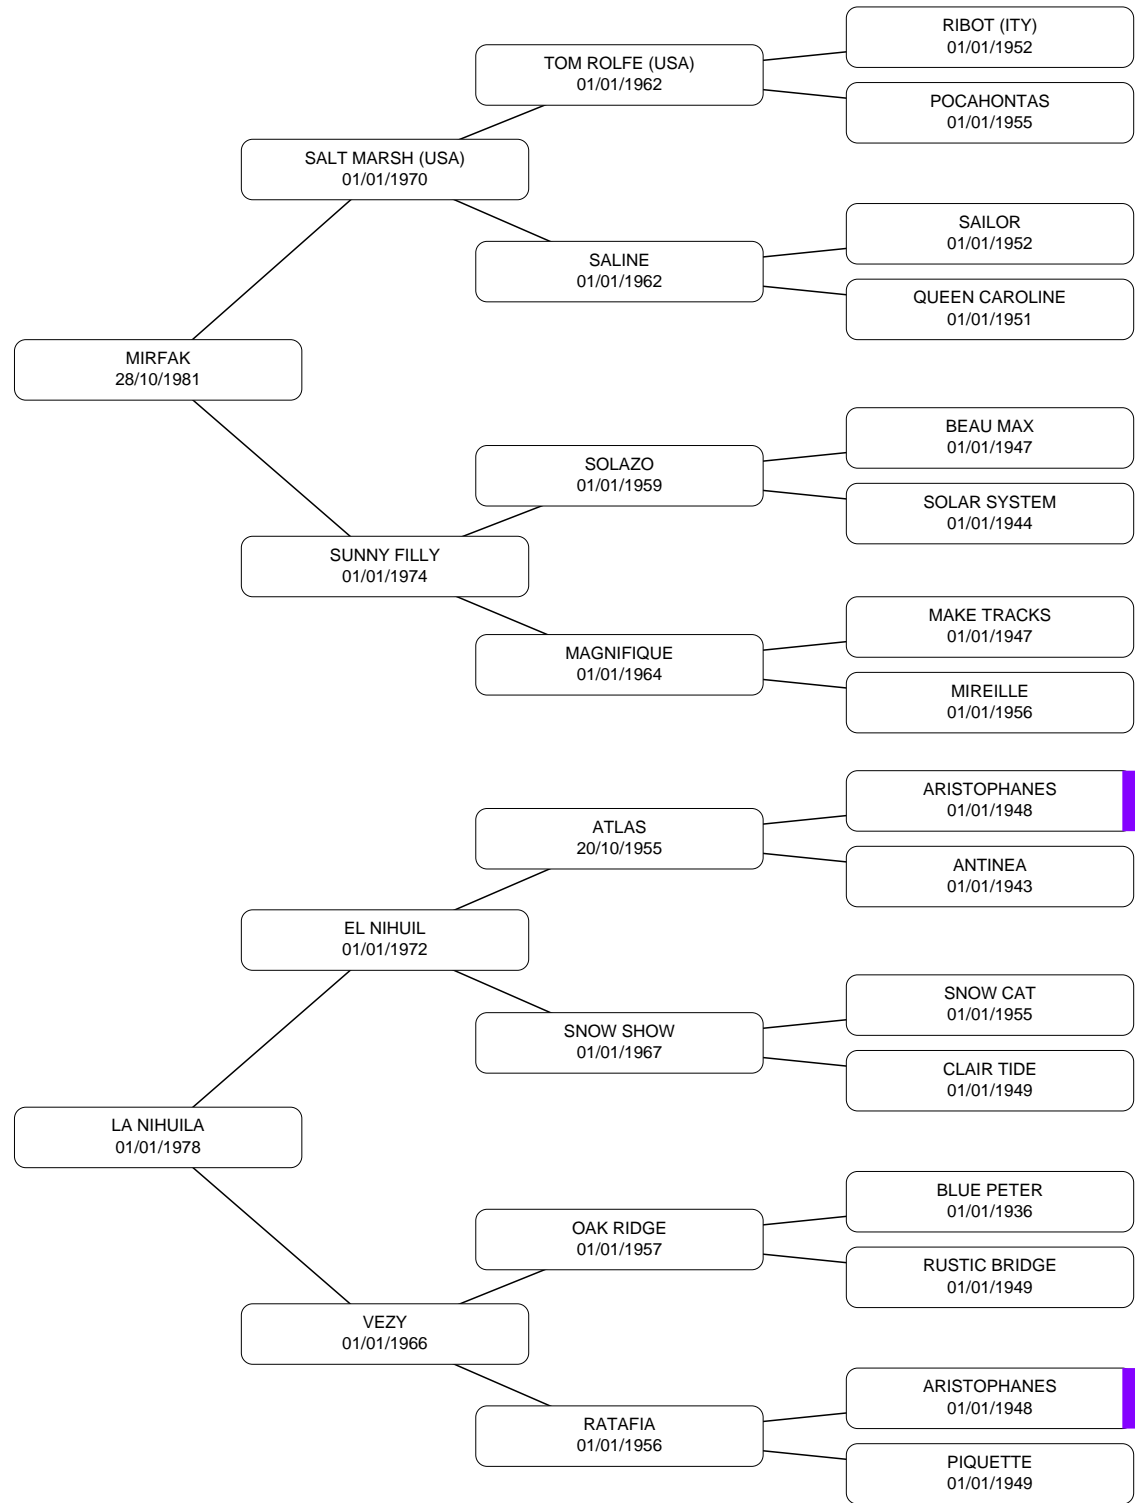 RIBOT (ITY)
01/01/1952
TOM ROLFE (USA)
01/01/1962
POCAHONTAS
01/01/1955
SALT MARSH (USA)
01/01/1970
SAILOR
01/01/1952
SALINE
01/01/1962
QUEEN CAROLINE
01/01/1951
MIRFAK
28/10/1981
BEAU MAX
01/01/1947
SOLAZO
01/01/1959
SOLAR SYSTEM
01/01/1944
SUNNY FILLY
01/01/1974
MAKE TRACKS
01/01/1947
MAGNIFIQUE
01/01/1964
MIREILLE
01/01/1956
ARISTOPHANES
01/01/1948
ATLAS
20/10/1955
ANTINEA
01/01/1943
EL NIHUIL
01/01/1972
SNOW CAT
01/01/1955
SNOW SHOW
01/01/1967
CLAIR TIDE
01/01/1949
LA NIHUILA
01/01/1978
BLUE PETER
01/01/1936
OAK RIDGE
01/01/1957
RUSTIC BRIDGE
01/01/1949
VEZY
01/01/1966
ARISTOPHANES
01/01/1948
RATAFIA
01/01/1956
PIQUETTE
01/01/1949